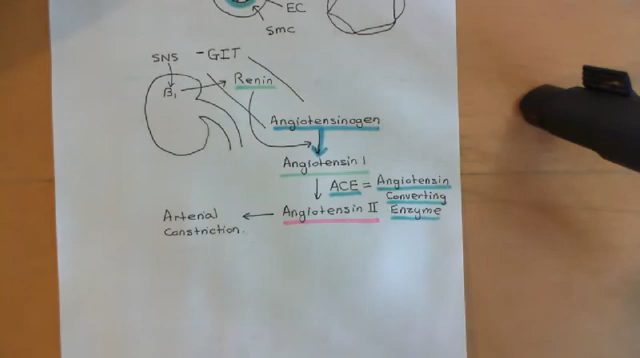 EC
Smc
SNS
-GIT
β1
Renin
Angiotensinogen
Angiotensin I
ACE = Angiotensin
Converting
Enzyme
Angiotensin II
Arterial
Constriction.